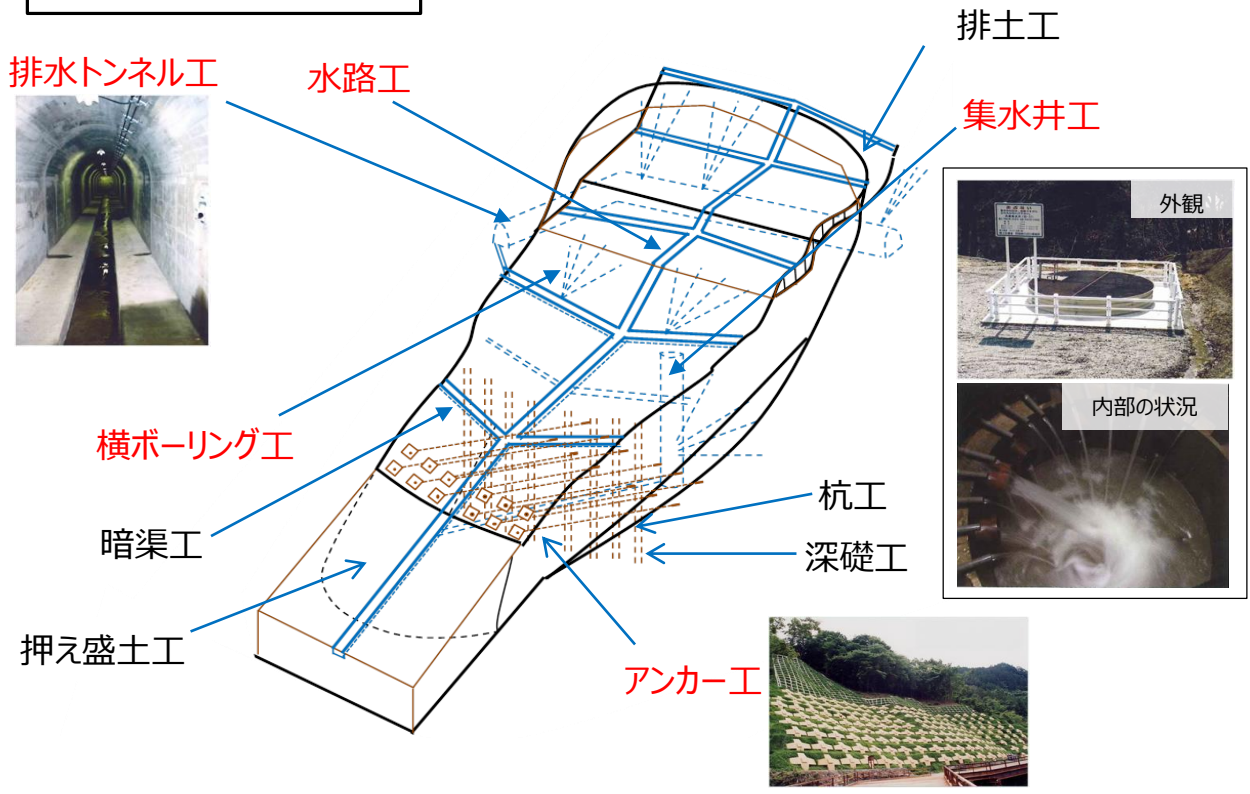 排土工
排水トンネル工
水路工
集水井工
外観
内部の状況
横ボーリング工
杭工
暗渠工
深礎工
押え盛土工
アンカー工